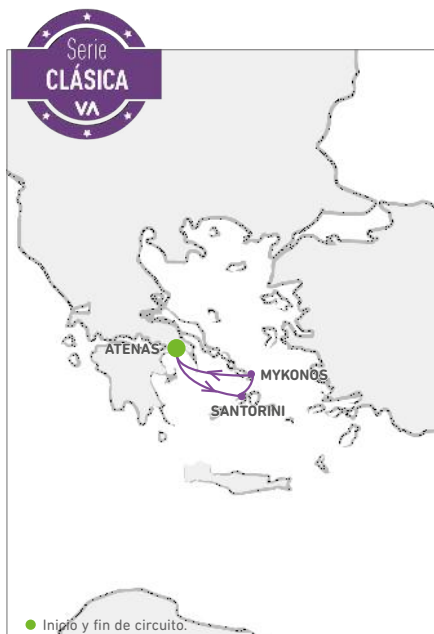 Serie
CLÁSICA
VA
ATENAS
MYKONOS
SANTORINI
Inicio y fin de circuito.